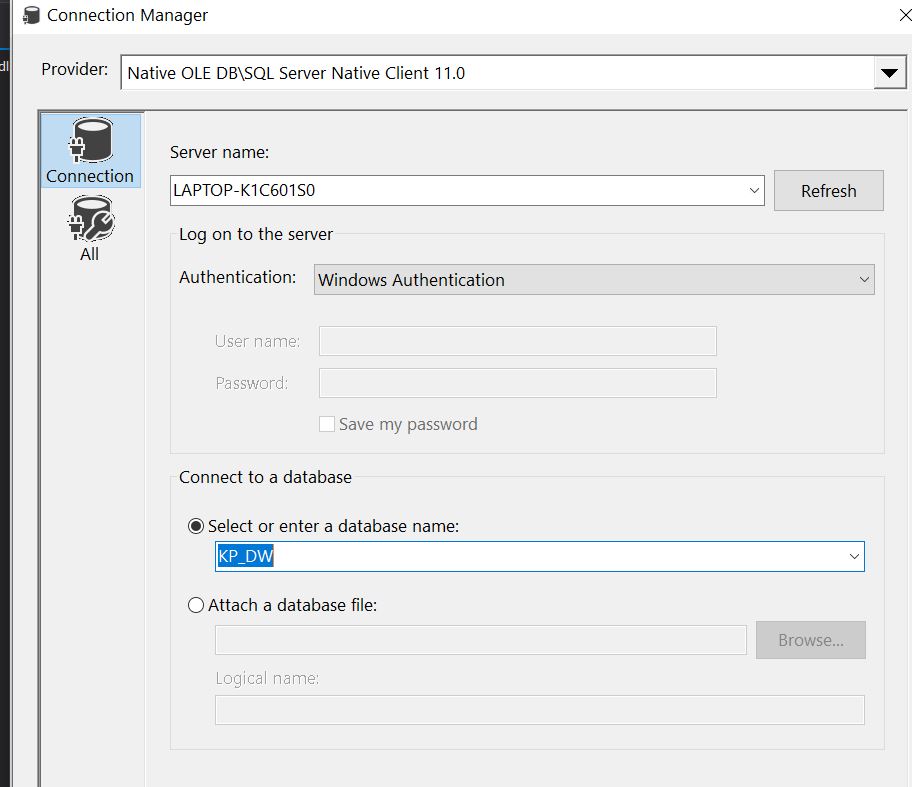 Connection Manager
dl
Provider: Native OLE DB\SQL Server Native Client 11.0
Connection
All
Server name:
LAPTOP-K1C601S0
Refresh
Log on to the server
Authentication: Windows Authentication
User name:
Password:
Save my password
Connect to a database
Select or enter a database name:
KP_DW
Attach a database file:
Browse...
Logical name: